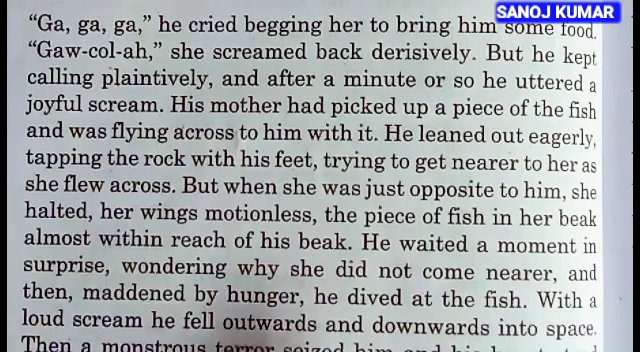 SANOJ KUMAR
“Ga, ga, ga,” he cried begging her to bring him some food.
“Gaw-col-ah,” she screamed back derisively. But he kept
calling plaintively, and after a minute or so he uttered a
joyful scream. His mother had picked up a piece of the fish
and was flying across to him with it. He leaned out eagerly,
tapping the rock with his feet, trying to get nearer to her as
she flew across. But when she was just opposite to him, she
halted, her wings motionless, the piece of fish in her beak
almost within reach of his beak. He waited a moment in
surprise, wondering why she did not come nearer, and
then, maddened by hunger, he dived at the fish. With a
loud scream he fell outwards and downwards into space.
Then a monstrous terror seized him and his